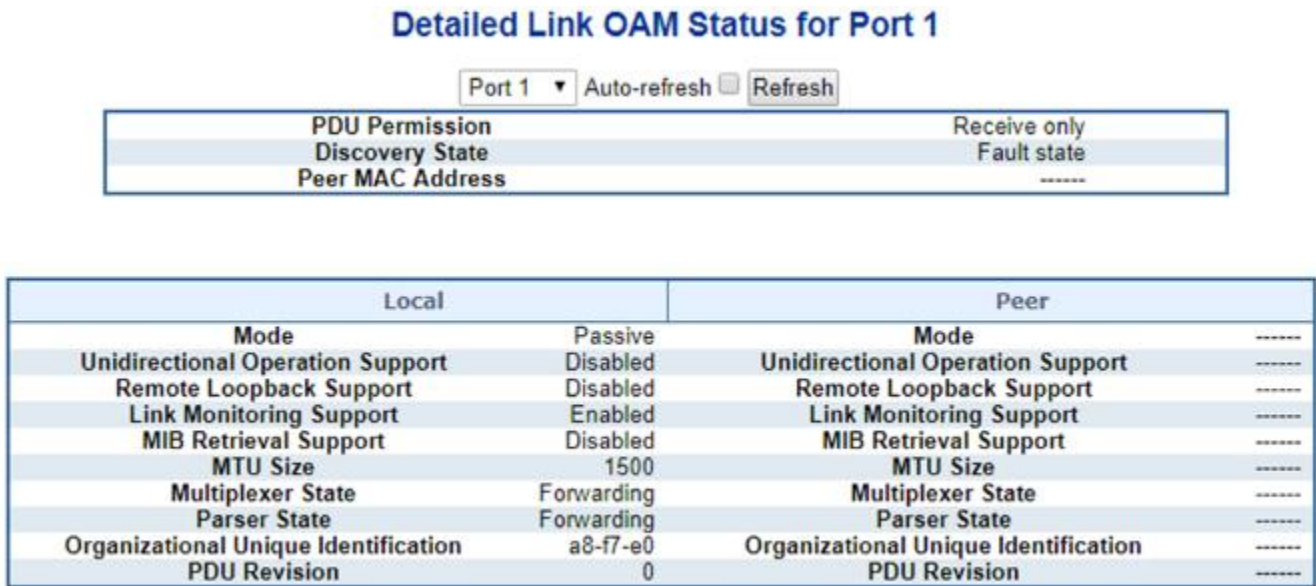 Detailed Link OAM Status for Port 1
Port 1 ▼ Auto-refresh Refresh
PDU Permission Receive only
Discovery State Fault state
Peer MAC Address ------
Local Peer
Mode Passive Mode ------
Unidirectional Operation Support Disabled Unidirectional Operation Support ------
Remote Loopback Support Disabled Remote Loopback Support ------
Link Monitoring Support Enabled Link Monitoring Support ------
MIB Retrieval Support Disabled MIB Retrieval Support ------
MTU Size 1500 MTU Size ------
Multiplexer State Forwarding Multiplexer State ------
Parser State Forwarding Parser State ------
Organizational Unique Identification a8-f7-e0 Organizational Unique Identification ------
PDU Revision 0 PDU Revision ------